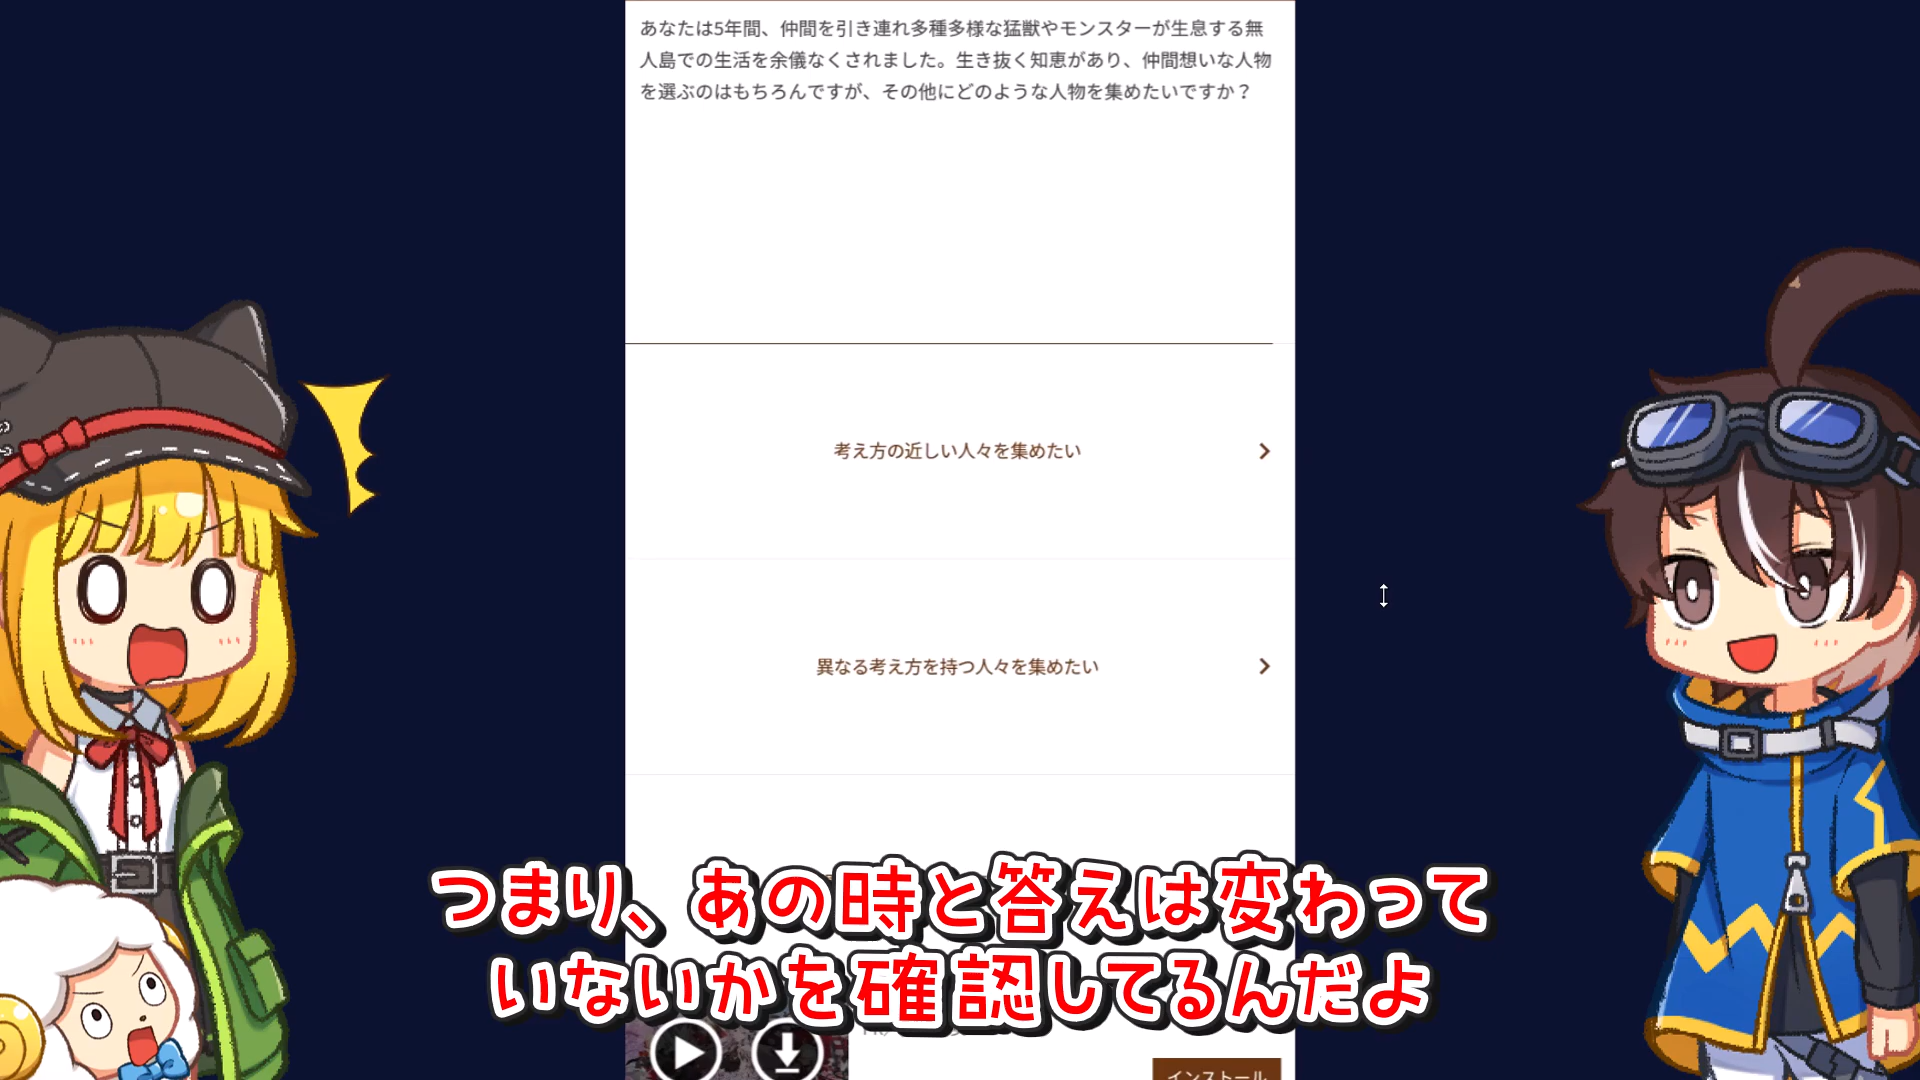 あなたは5年間、仲間を引き連れ多種多様な猛獣やモンスターが生息する無
人島での生活を余儀なくされました。生き抜く知恵があり、仲間想いな人物
を選ぶのはもちろんですが、その他にどのような人物を集めたいですか？
考え方の近しい人々を集めたい
異なる考え方を持つ人々を集めたい
つまり、あの時と答えは変わって
いないかを確認してるんだよ
インストール